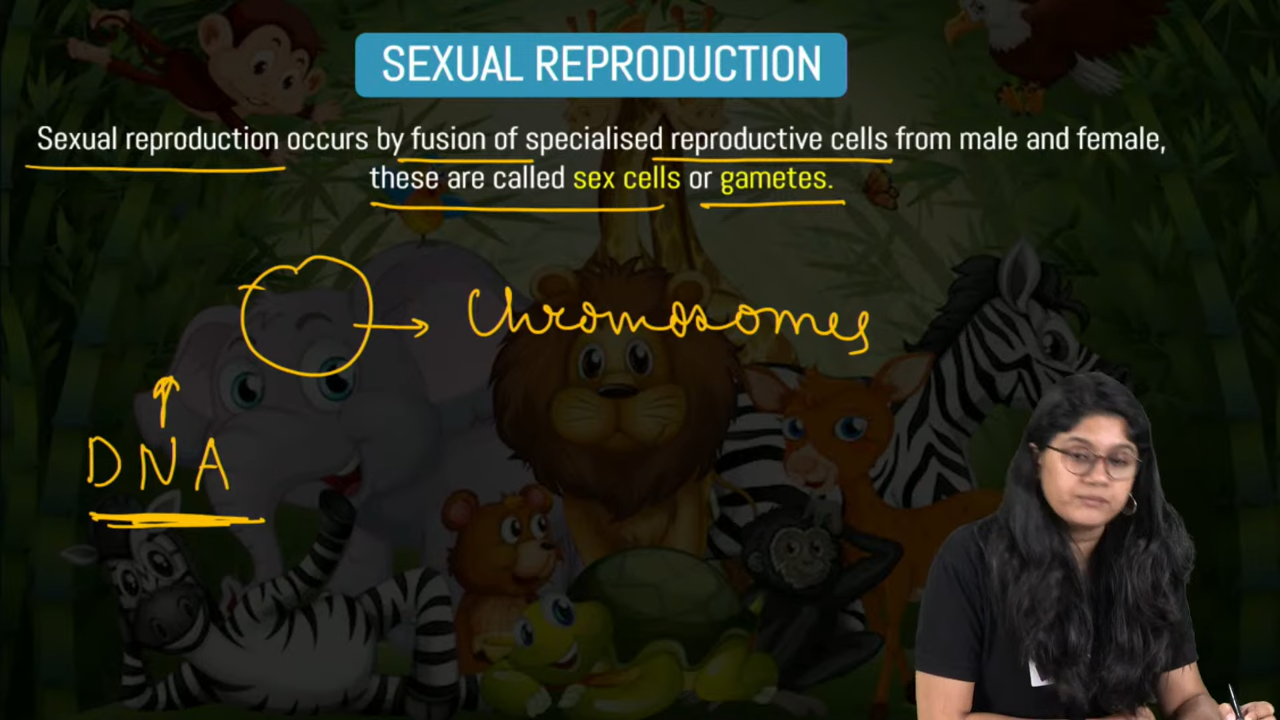 SEXUAL REPRODUCTION
Sexual reproduction occurs by fusion of specialised reproductive cells from male and female,
these are called sex cells or gametes.
Chromosomes
DNA